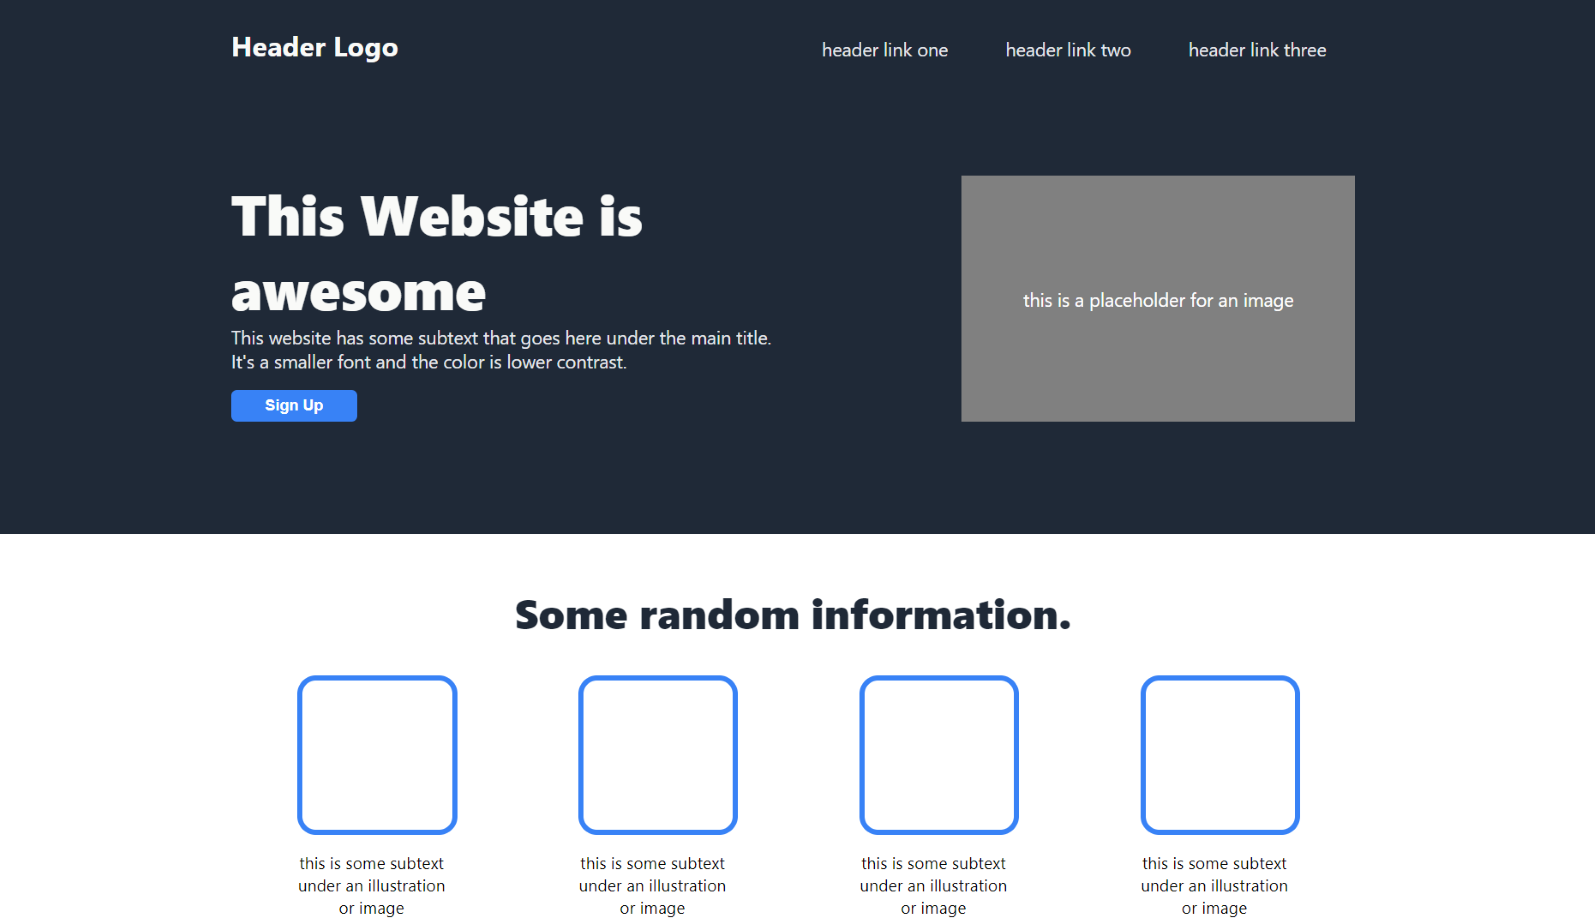 Header Logo
header link one
header link two
header link three
This Website is
awesome
This website has some subtext that goes here under the main title.
It's a smaller font and the color is lower contrast.
Sign Up
this is a placeholder for an image
Some random information.
this is some subtext
under an illustration
or image
this is some subtext
under an illustration
or image
this is some subtext
under an illustration
or image
this is some subtext
under an illustration
or image